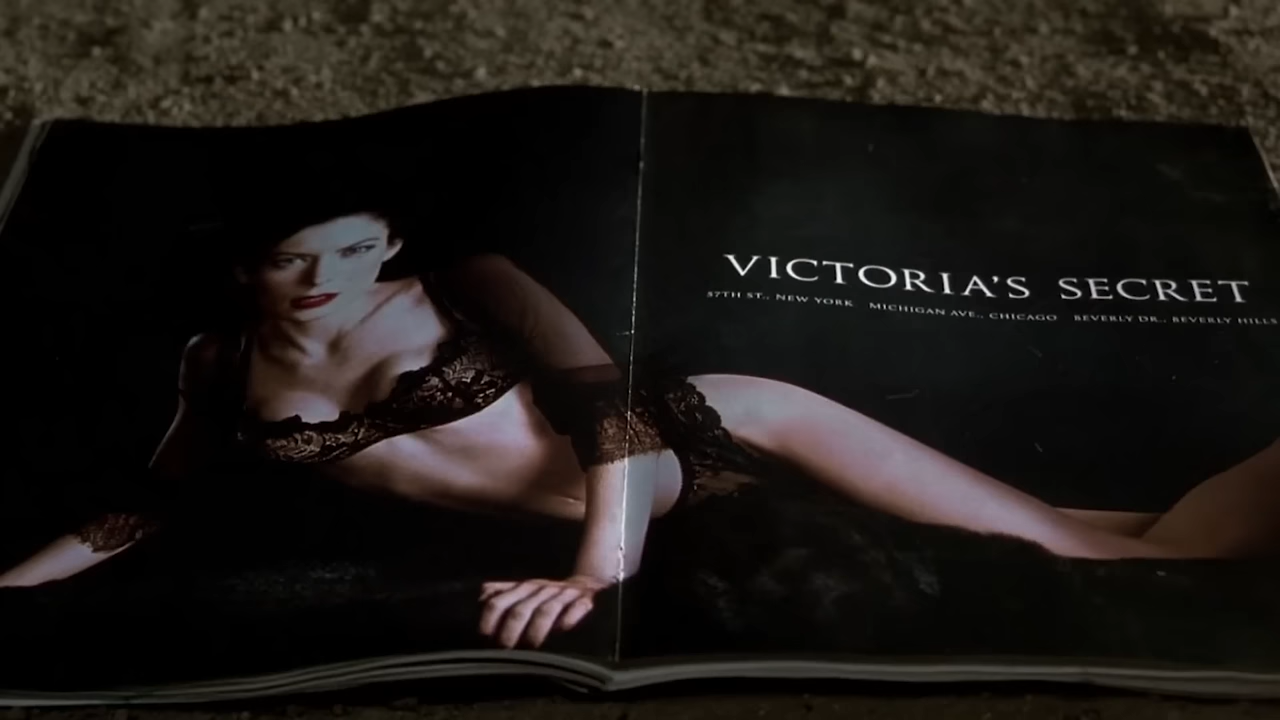 VICTORIA'S SECRET
57TH ST., NEW YORK MICHIGAN AVE., CHICAGO BEVERLY DR., BEVERLY HILLS